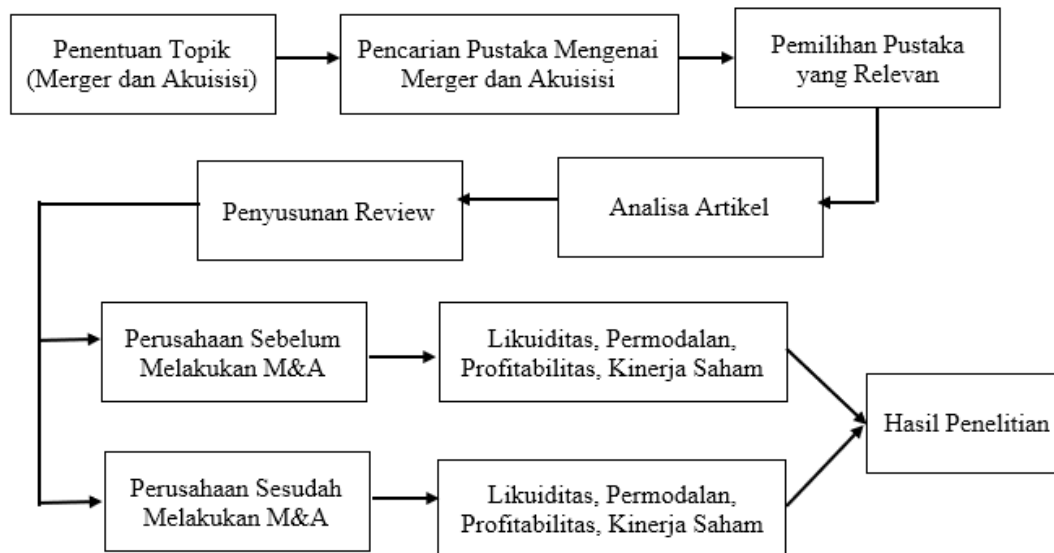 Penentuan Topik
(Merger dan Akuisisi)
Pencarian Pustaka Mengenai
Merger dan Akuisisi
Pemilihan Pustaka
yang Relevan
Analisa Artikel
Penyusunan Review
Perusahaan Sebelum
Melakukan M&A
Likuiditas, Permodalan,
Profitabilitas, Kinerja Saham
Perusahaan Sesudah
Melakukan M&A
Likuiditas, Permodalan,
Profitabilitas, Kinerja Saham
Hasil Penelitian